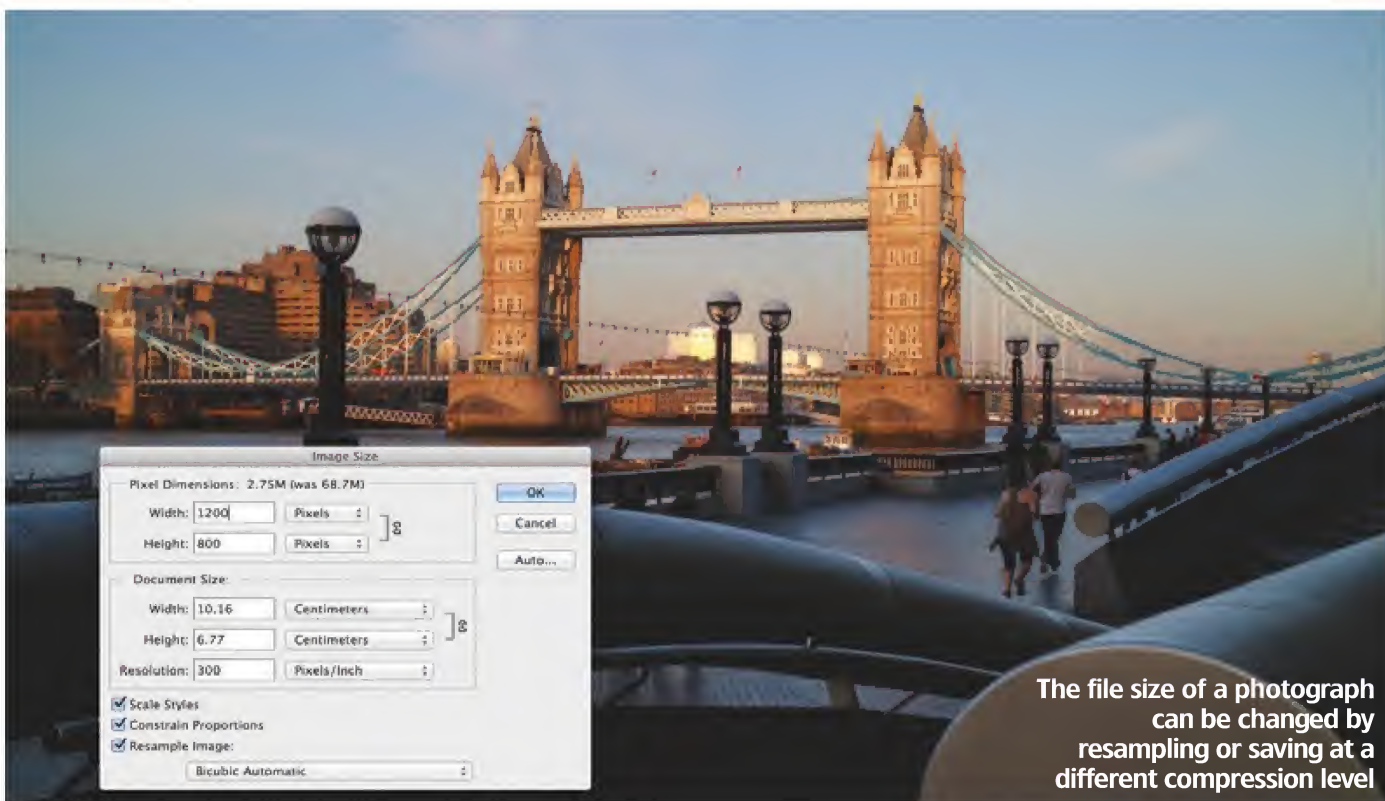 Image Size
Pixel Dimensions: 2.75M (was 68.7M)
Width: 1200 Pixels
Height: 800 Pixels
Document Size:
Width: 10.16 Centimeters
Height: 6.77 Centimeters
Resolution: 300 Pixels/Inch
Scale Styles
Constrain Proportions
Resample Image:
Bicubic Automatic
OK
Cancel
Auto...
The file size of a photograph
can be changed by
resampling or saving at a
different compression level